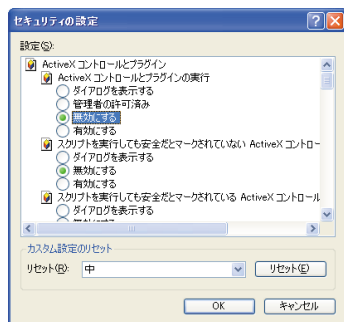 セキュリティの設定
設定(S):
ActiveX コントロールとプラグイン
ActiveX コントロールとプラグインの実行
ダイアログを表示する
管理者の許可済み
無効にする
有効にする
スクリプトを実行しても安全だとマークされていない ActiveX コントロー
ダイアログを表示する
無効にする
有効にする
スクリプトを実行しても安全だとマークされている ActiveX コントロール
ダイアログを表示する
カスタム設定のリセット
リセット(R): 中 リセット(E)
OK キャンセル